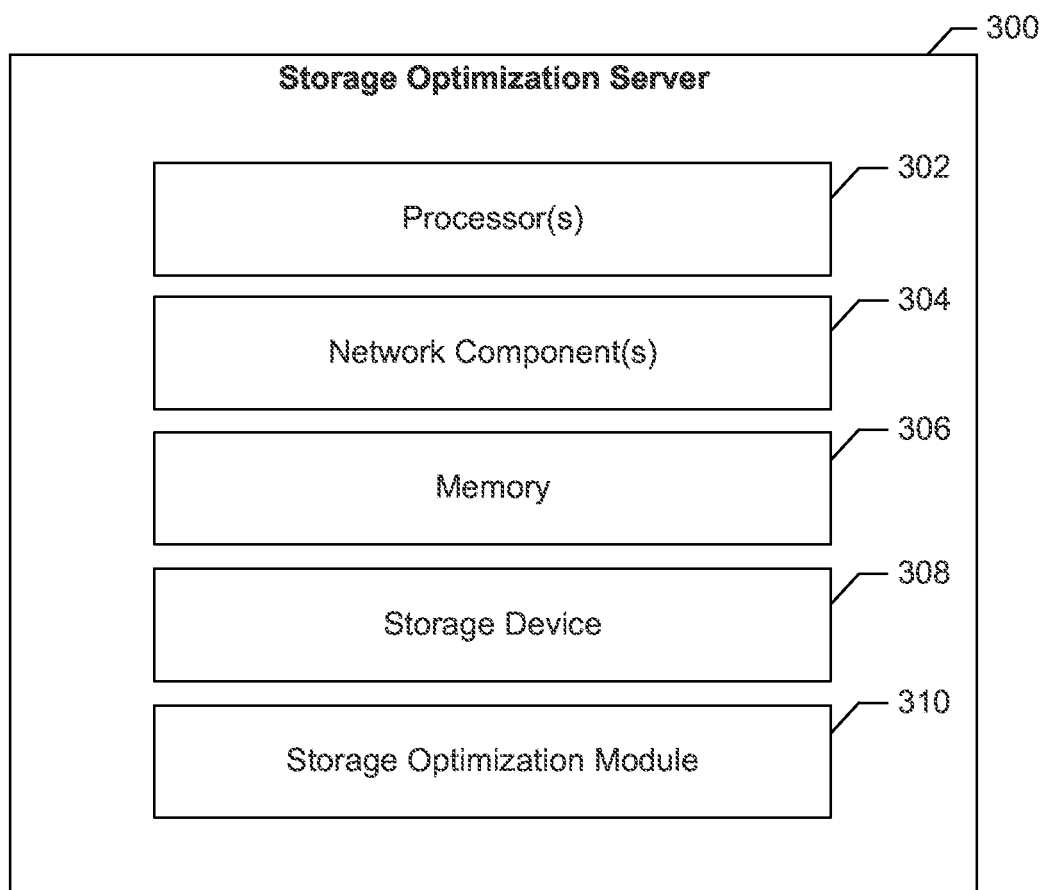 300
Storage Optimization Server
302
Processor(s)
304
Network Component(s)
306
Memory
308
Storage Device
310
Storage Optimization Module